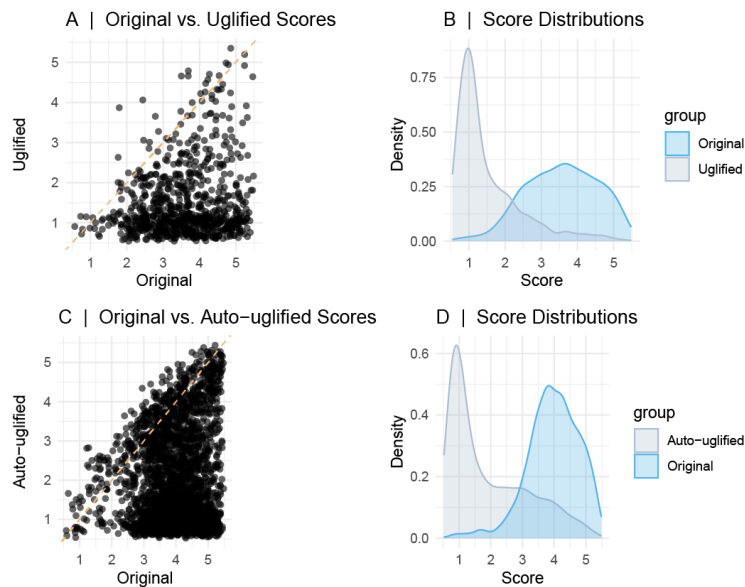 A | Original vs. Uglified Scores
Uglified
5
4
3
2
1
1 2 3 4 5
Original
B | Score Distributions
Density
0.75
0.50
0.25
0.00
1 2 3 4 5
Score
group
Original
Uglified
C | Original vs. Auto−uglified Scores
Auto−uglified
5
4
3
2
1
1 2 3 4 5
Original
D | Score Distributions
Density
0.6
0.4
0.2
0.0
1 2 3 4 5
Score
group
Auto−uglified
Original